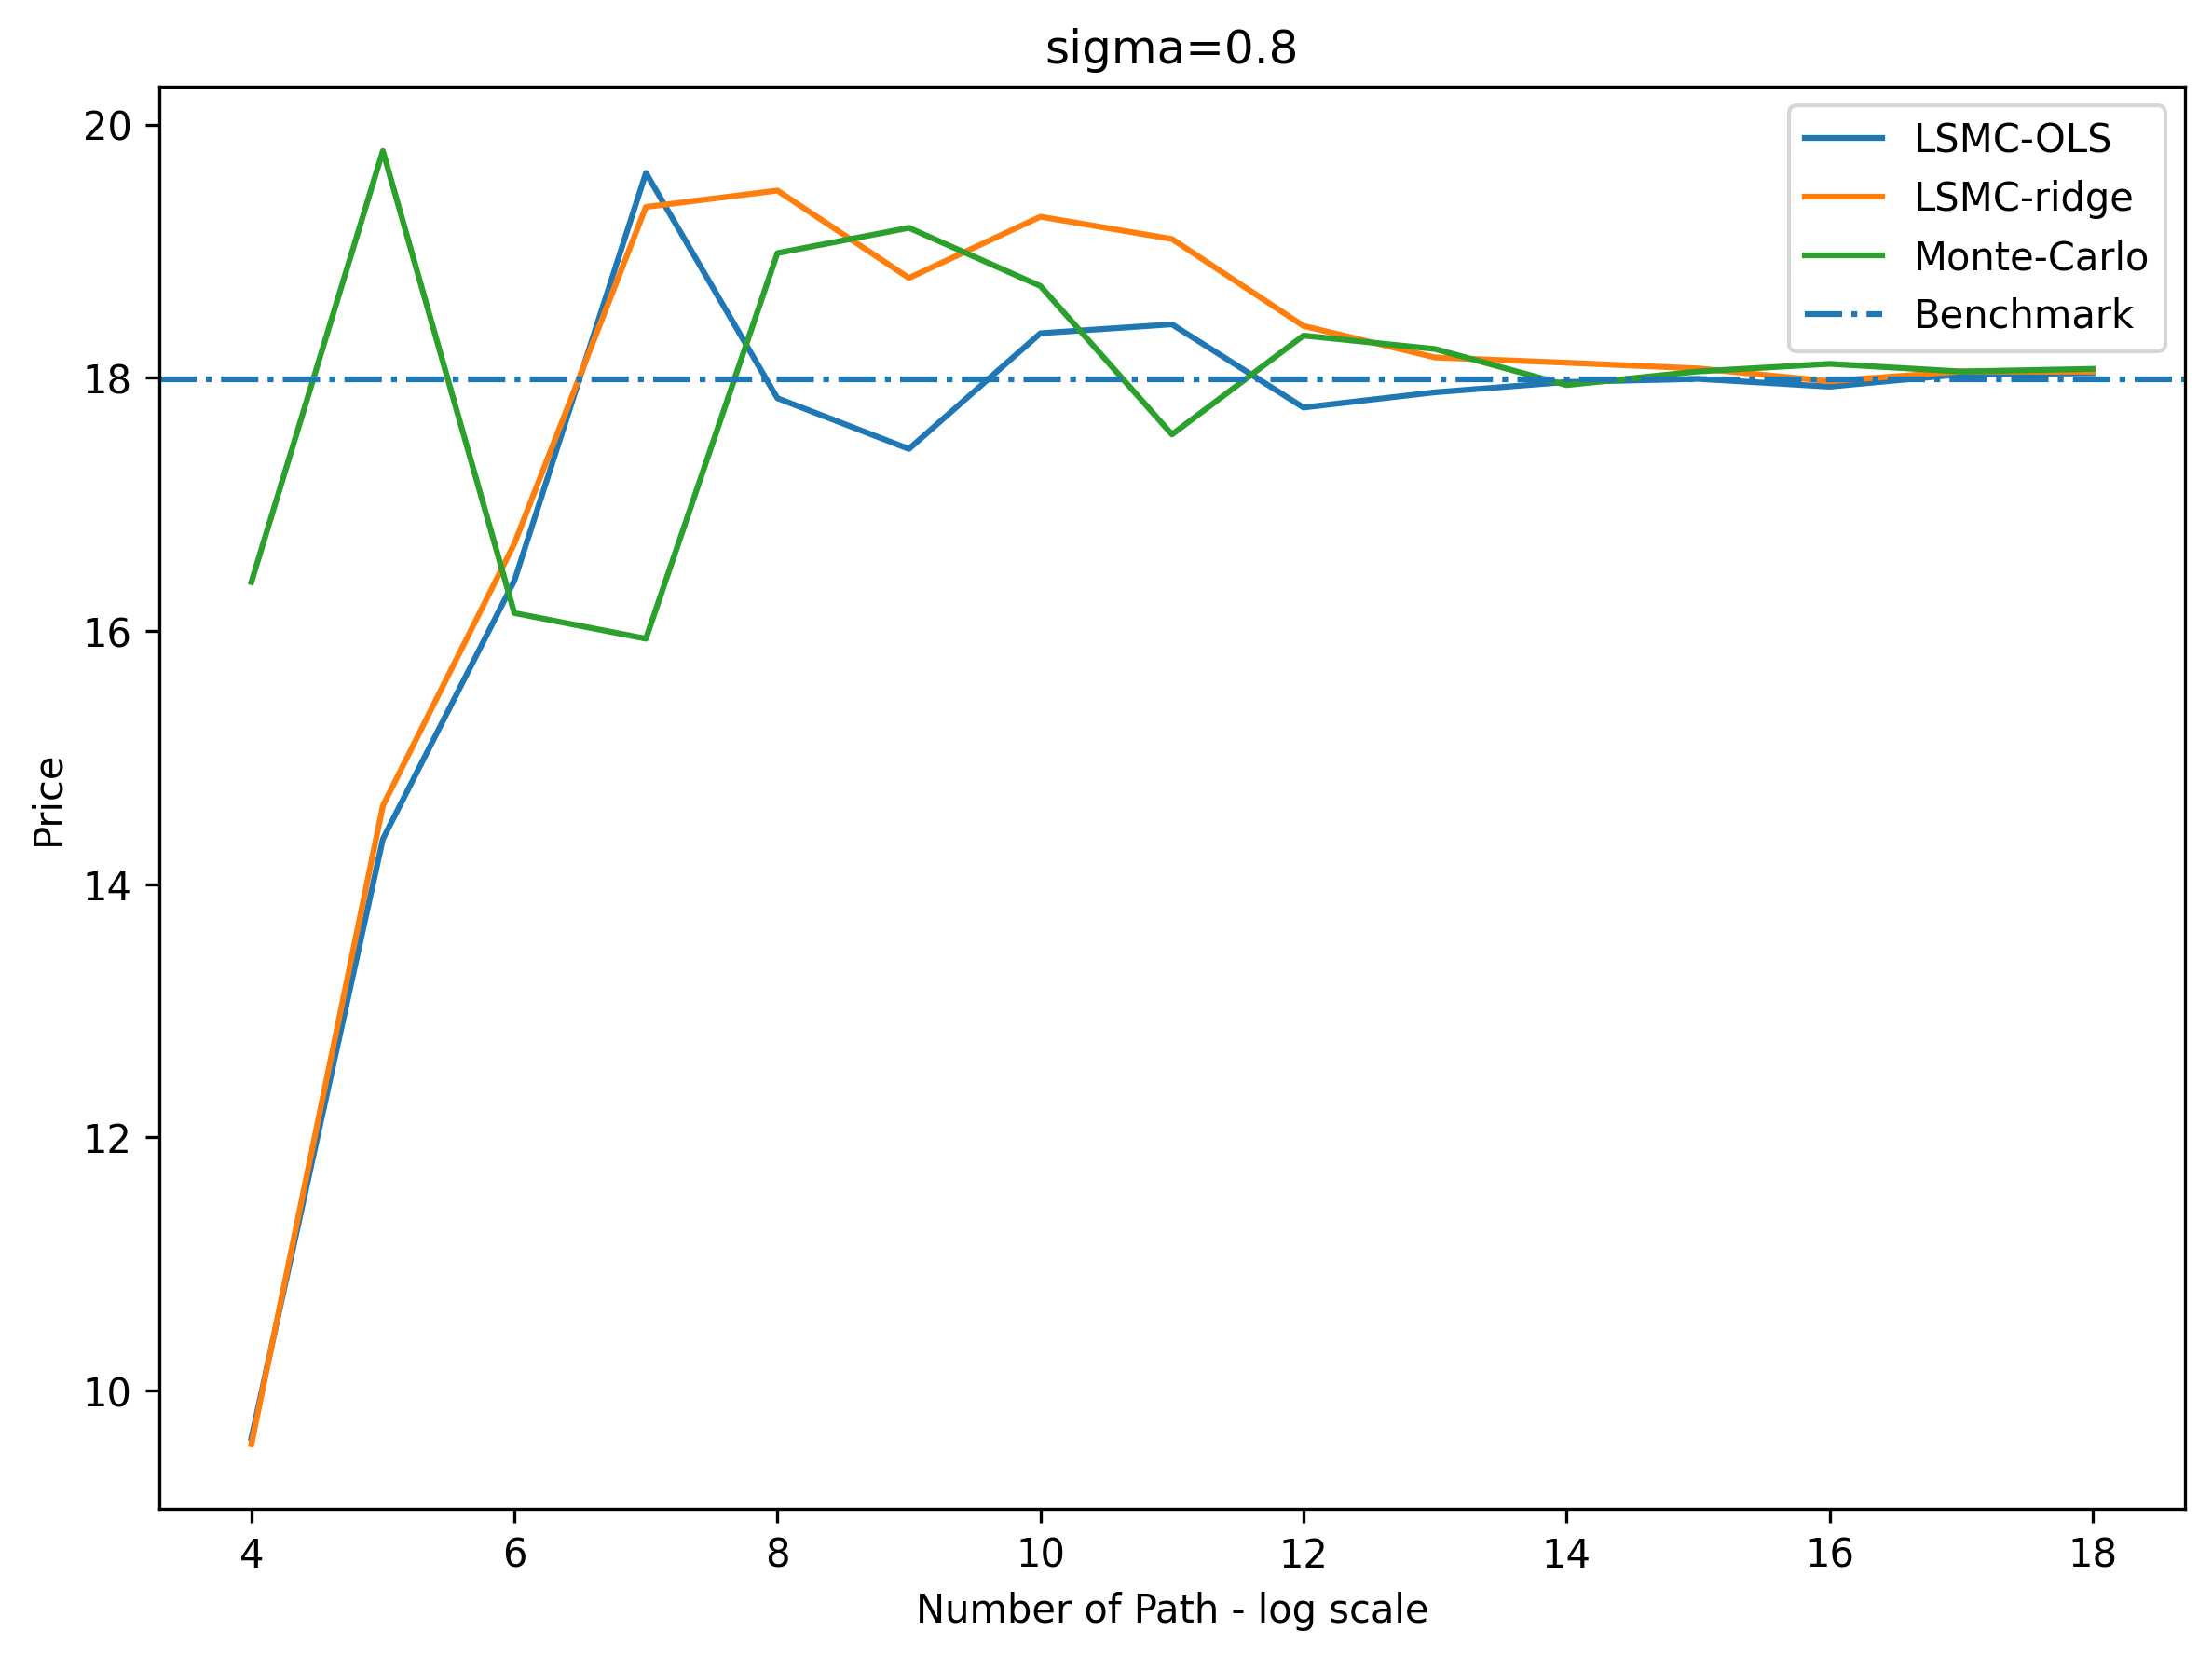 sigma=0.8
20
18
16
14
12
10
Price
LSMC-OLS
LSMC-ridge
Monte-Carlo
Benchmark
4 6 8 10 12 14 16 18
Number of Path - log scale